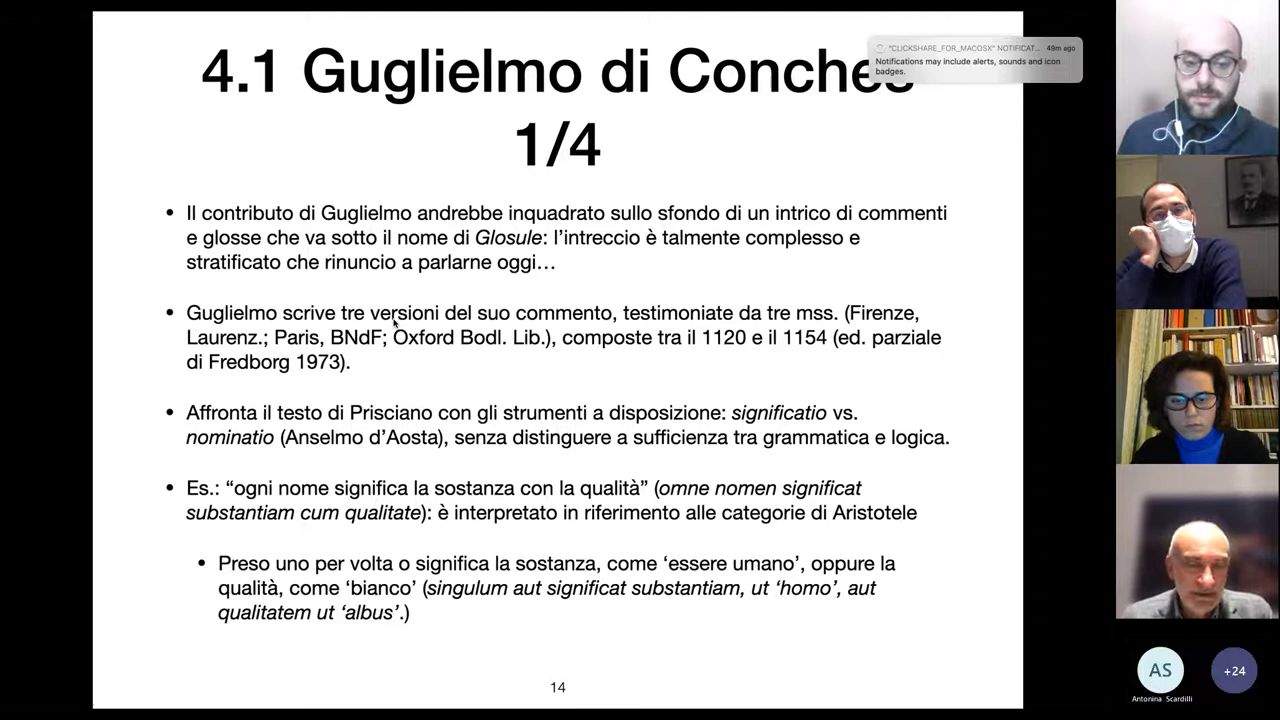 4.1 Guglielmo di Conches
1/4
"CLICKSHARE_FOR_MACOSX" NOTIFICAT... 49m ago
Notifications may include alerts, sounds and icon
badges.
• Il contributo di Guglielmo andrebbe inquadrato sullo sfondo di un intrico di commenti
e glosse che va sotto il nome di Glosule: l’intreccio è talmente complesso e
stratificato che rinuncio a parlarne oggi…
• Guglielmo scrive tre versioni del suo commento, testimoniate da tre mss. (Firenze,
Laurenz.; Paris, BNdF; Oxford Bodl. Lib.), composte tra il 1120 e il 1154 (ed. parziale
di Fredborg 1973).
• Affronta il testo di Prisciano con gli strumenti a disposizione: significatio vs.
nominatio (Anselmo d’Aosta), senza distinguere a sufficienza tra grammatica e logica.
• Es.: “ogni nome significa la sostanza con la qualità” (omne nomen significat
substantiam cum qualitate): è interpretato in riferimento alle categorie di Aristotele
• Preso uno per volta o significa la sostanza, come ‘essere umano’, oppure la
qualità, come ‘bianco’ (singulum aut significat substantiam, ut ‘homo’, aut
qualitatem ut ‘albus’.)
14
AS
Antonina Scardilli
+24